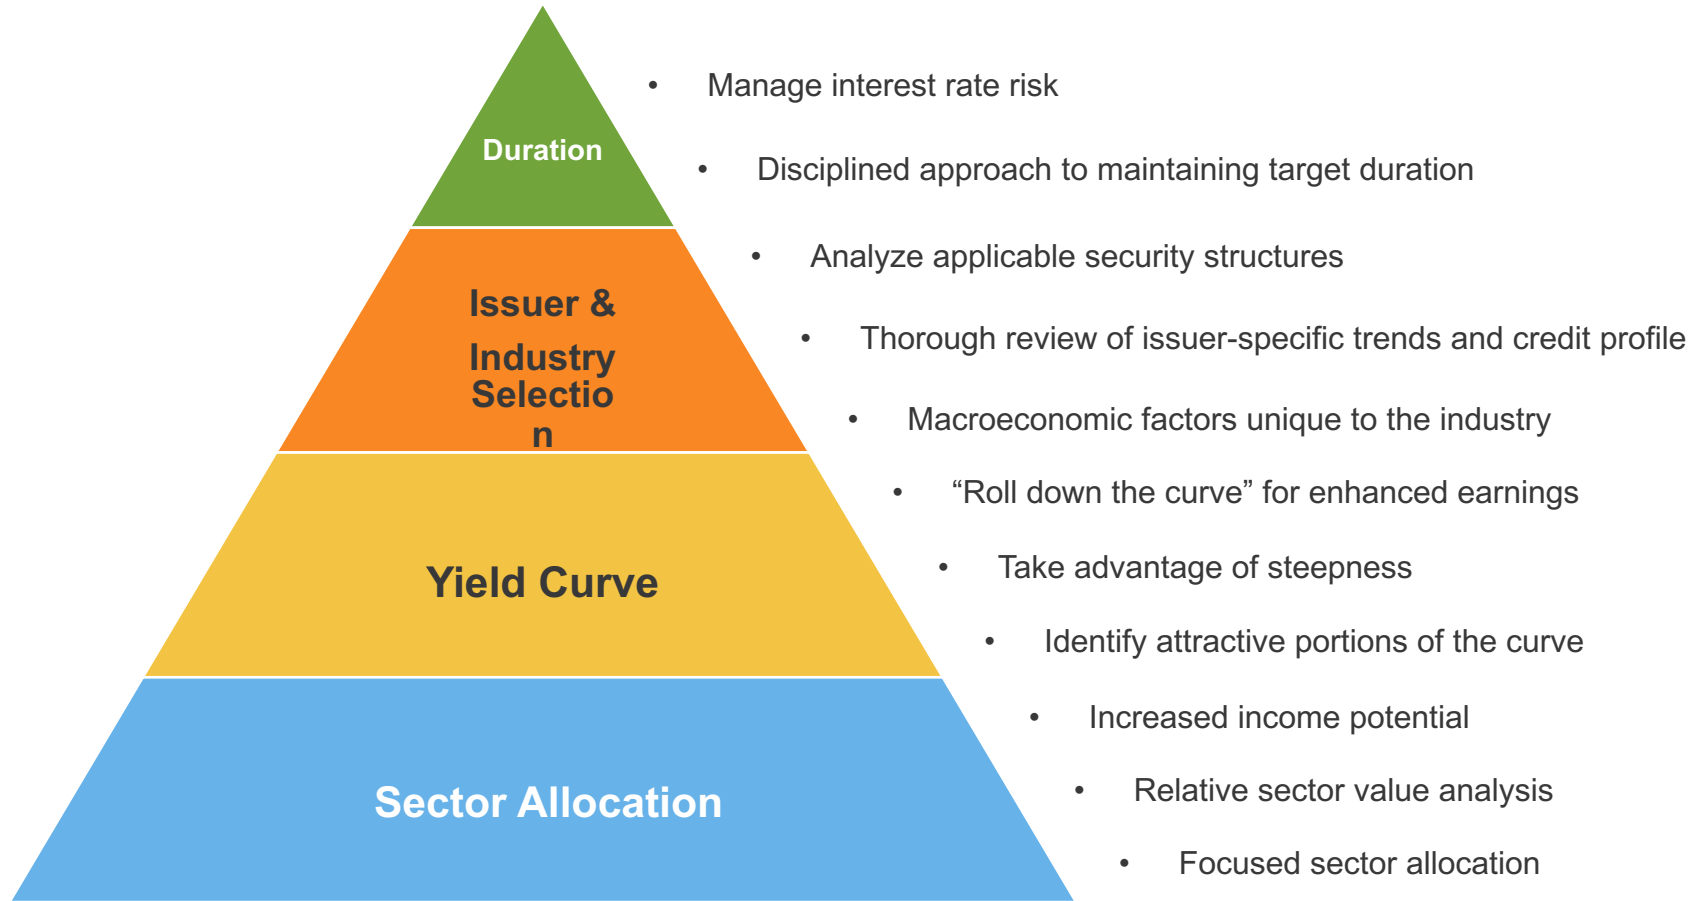 • Manage interest rate risk
Duration
• Disciplined approach to maintaining target duration
• Analyze applicable security structures
Issuer &
Industry
Selectio
n
• Thorough review of issuer-specific trends and credit profile
• Macroeconomic factors unique to the industry
• “Roll down the curve” for enhanced earnings
Yield Curve
• Take advantage of steepness
• Identify attractive portions of the curve
• Increased income potential
Sector Allocation
• Relative sector value analysis
• Focused sector allocation